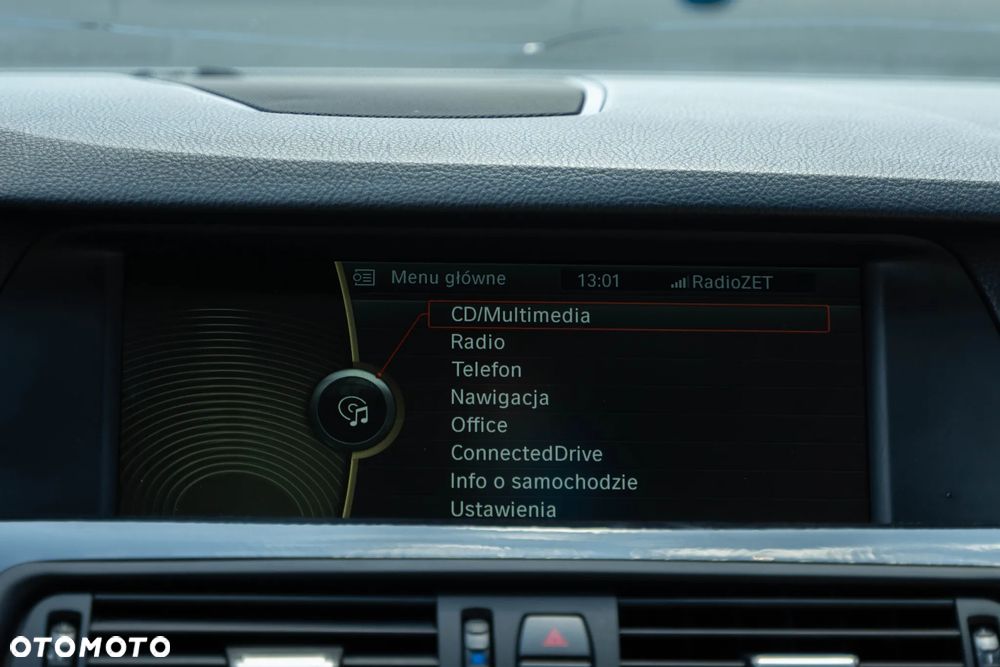 Menu główne 13:01 RadioZET
CD/Multimedia
Radio
Telefon
Nawigacja
Office
ConnectedDrive
Info o samochodzie
Ustawienia
OTOMOTO